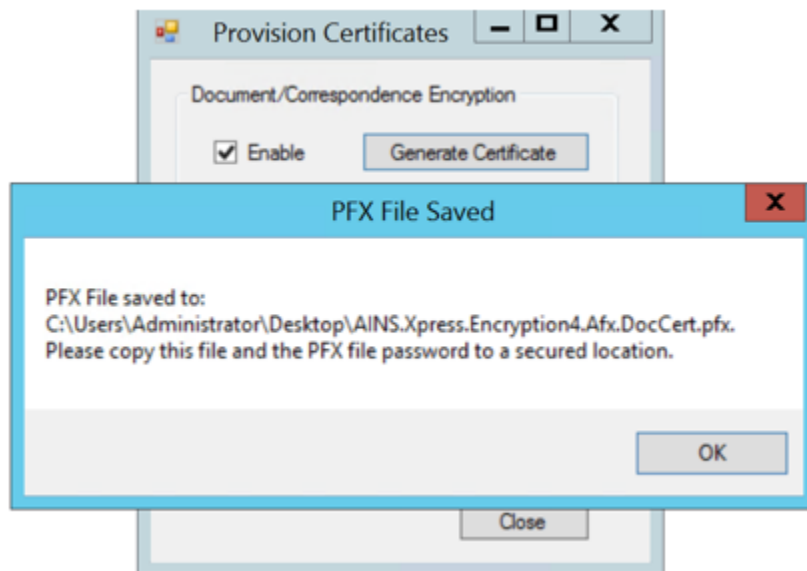 Provision Certificates
Document/Correspondence Encryption
Enable
Generate Certificate
PFX File Saved
PFX File saved to:
C:\Users\Administrator\Desktop\AINS.Xpress.Encryption4.Afx.DocCert.pfx.
Please copy this file and the PFX file password to a secured location.
OK
Close